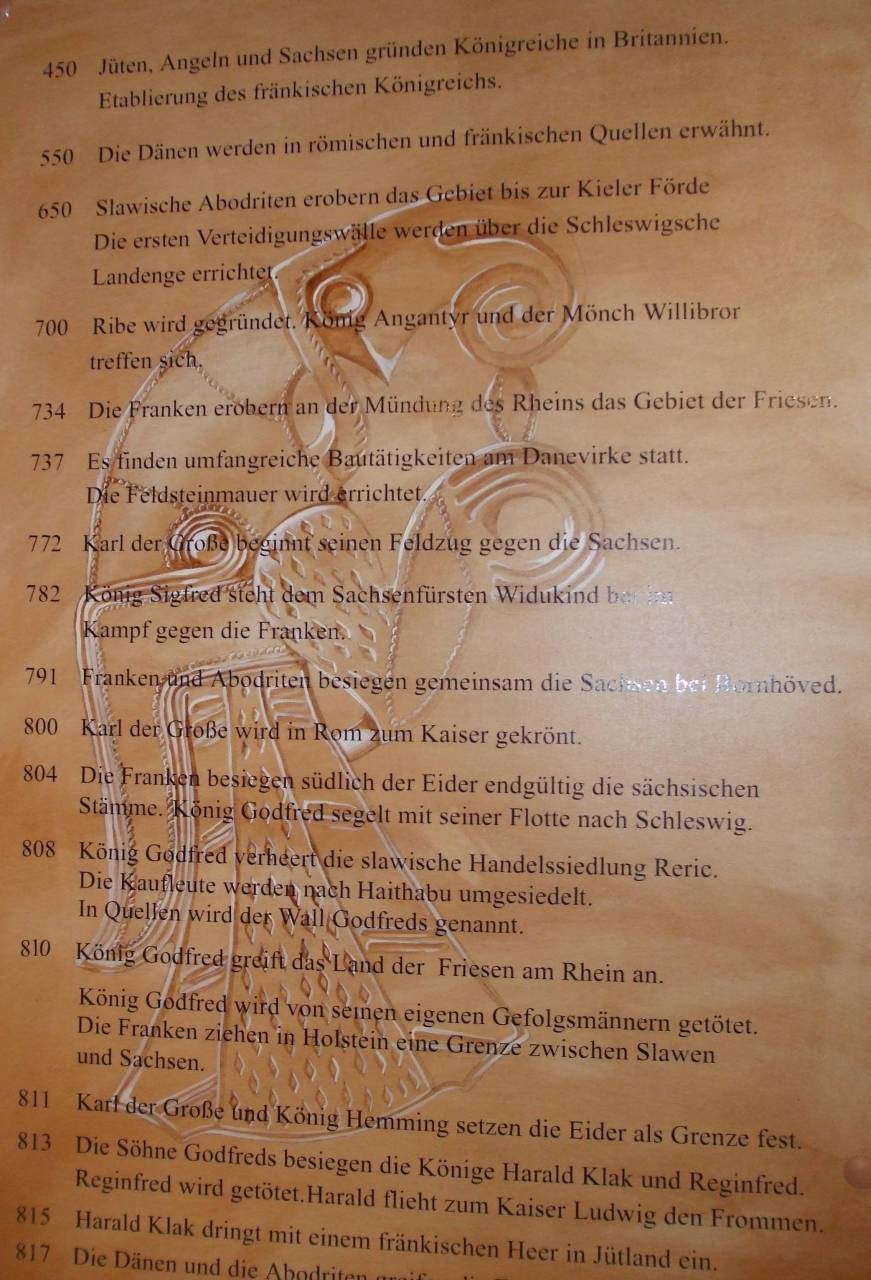 450 Jüten, Angeln und Sachsen gründen Königreiche in Britannien.
Etablierung des fränkischen Königreichs.
550 Die Dänen werden in römischen und fränkischen Quellen erwähnt.
650 Slawische Abodriten erobern das Gebiet bis zur Kieler Förde
Die ersten Verteidigungswälle werden über die Schleswigsche
Landenge errichtet.
700 Ribe wird gegründet. König Angantyr und der Mönch Willibror
treffen sich.
734 Die Franken erobern an der Mündung des Rheins das Gebiet der Friesen.
737 Es finden umfangreiche Bautätigkeiten am Danevirke statt.
Die Feldsteinmauer wird errichtet.
772 Karl der Große beginnt seinen Feldzug gegen die Sachsen.
782 König Sigfred steht dem Sachsenfürsten Widukind bei im
Kampf gegen die Franken.
791 Franken und Abodriten besiegen gemeinsam die Sachsen bei Bornhöved.
800 Karl der Große wird in Rom zum Kaiser gekrönt.
804 Die Franken besiegen südlich der Eider endgültig die sächsischen
Stämme. König Godfred segelt mit seiner Flotte nach Schleswig.
808 König Godfred verheert die slawische Handelssiedlung Reric.
Die Kaufleute werden nach Haithabu umgesiedelt.
In Quellen wird der Wall Godfreds genannt.
810 König Godfred greift das Land der Friesen am Rhein an.
König Godfred wird von seinen eigenen Gefolgsmännern getötet.
Die Franken ziehen in Holstein eine Grenze zwischen Slawen
und Sachsen.
811 Karl der Große und König Hemming setzen die Eider als Grenze fest.
813 Die Söhne Godfreds besiegen die Könige Harald Klak und Reginfred.
Reginfred wird getötet.Harald flieht zum Kaiser Ludwig den Frommen.
815 Harald Klak dringt mit einem fränkischen Heer in Jütland ein.
817 Die Dänen und die Abodriten greifen die